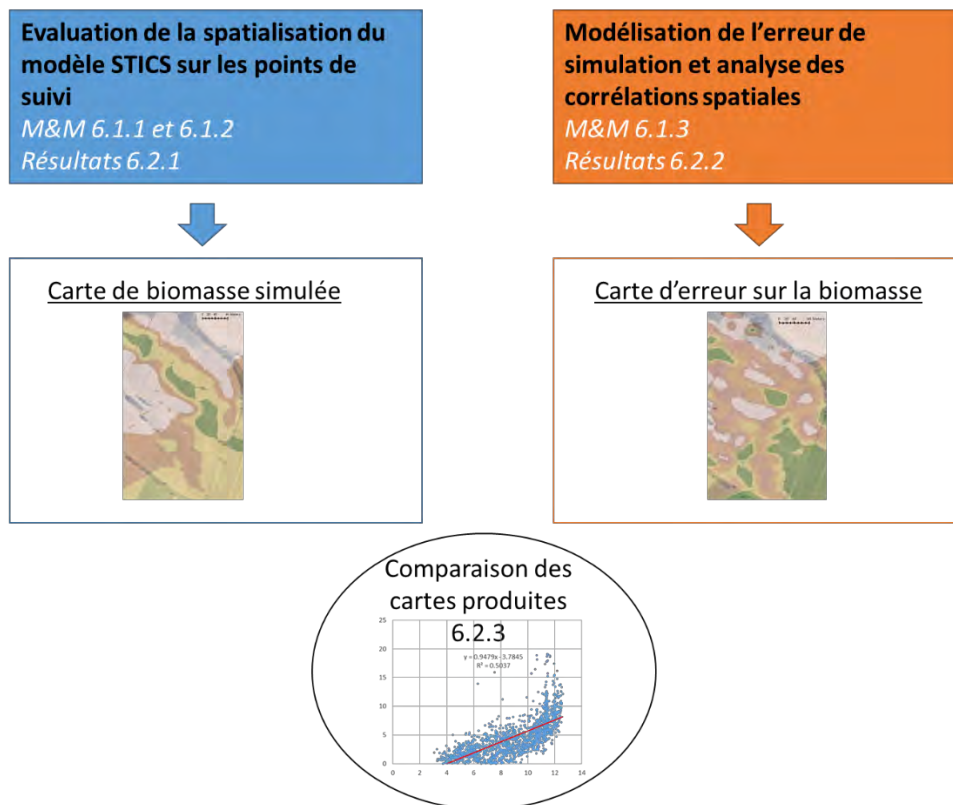 Evaluation de la spatialisation du
modèle STICS sur les points de
suivi
M&M 6.1.1 et 6.1.2
Résultats 6.2.1
Modélisation de l’erreur de
simulation et analyse des
corrélations spatiales
M&M 6.1.3
Résultats 6.2.2
Carte de biomasse simulée
Carte d’erreur sur la biomasse
Comparaison des
cartes produites
6.2.3
y = 0.9479x - 3.7845
R² = 0.5037
25
20
15
10
5
0
0 2 4 6 8 10 12 14